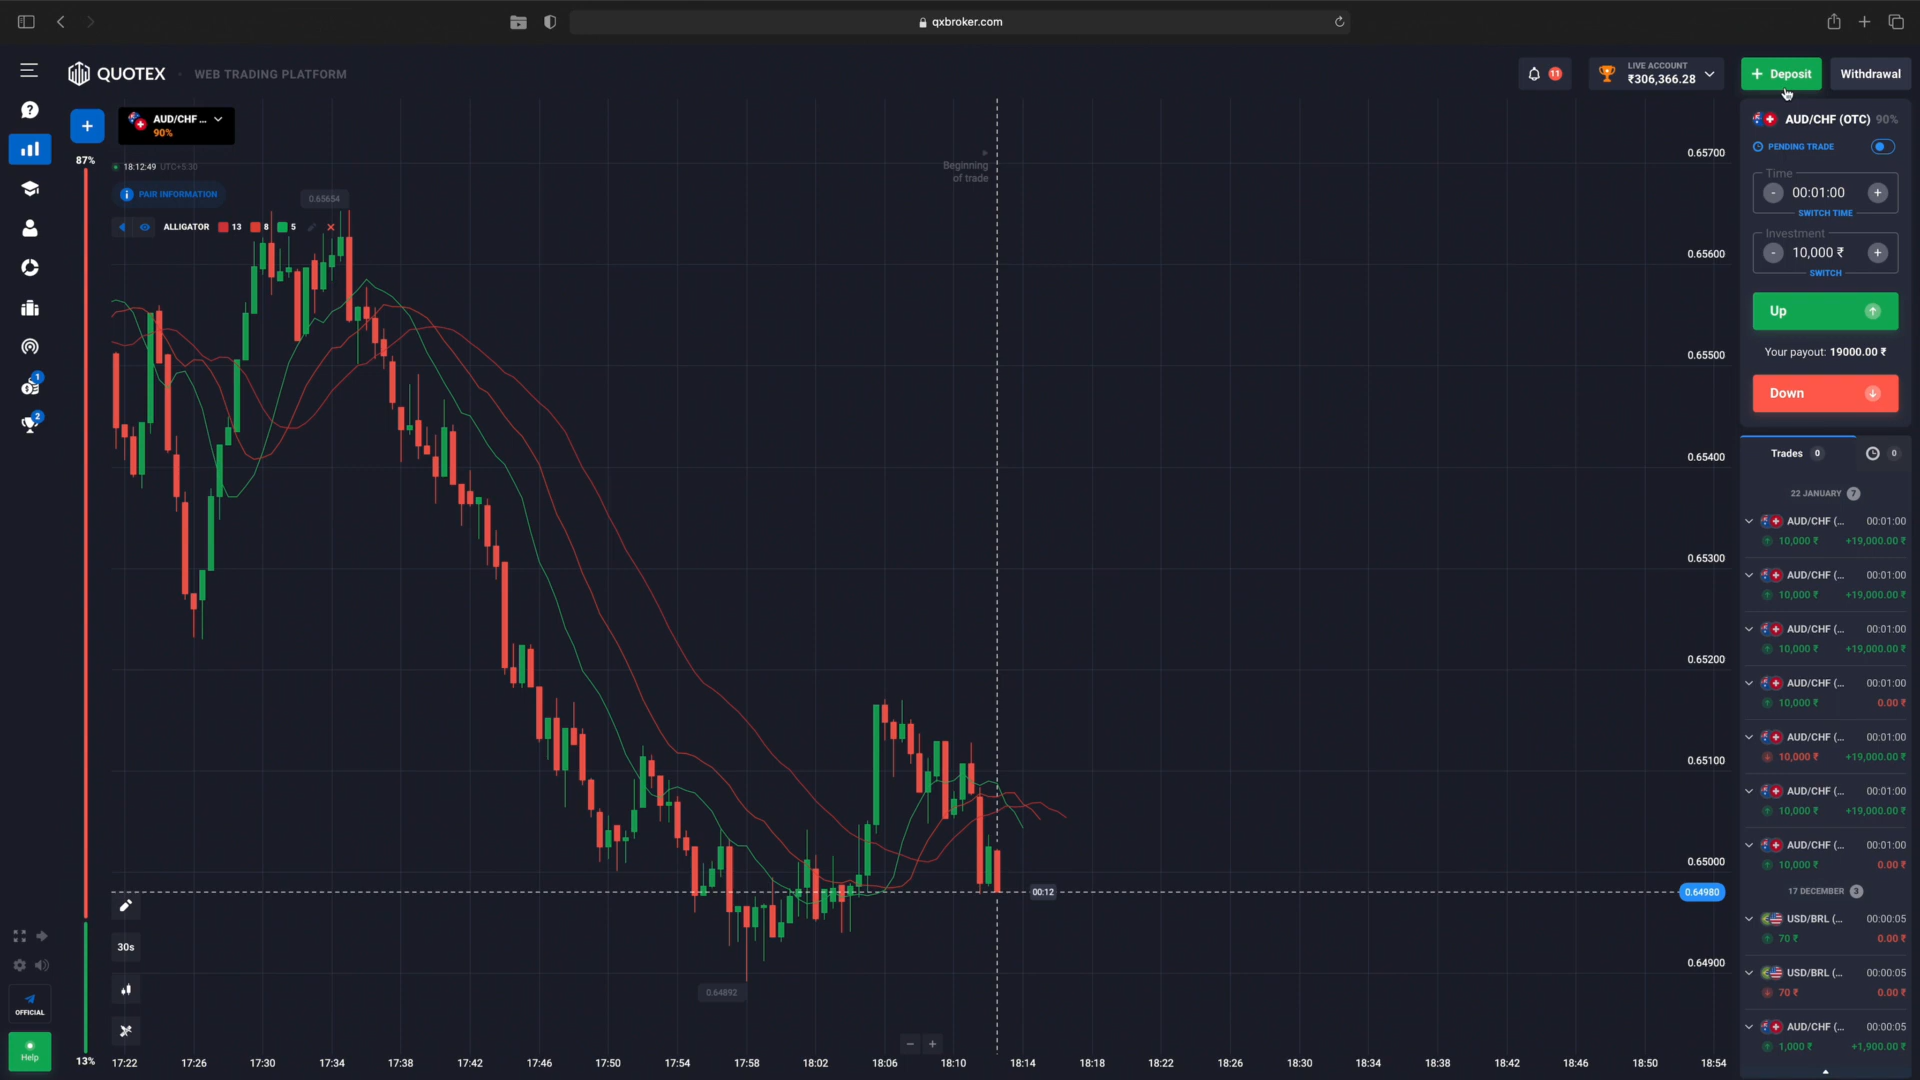 qxbroker.com
QUOTEX
WEB TRADING PLATFORM
11
LIVE ACCOUNT
₹306,366.28
+ Deposit
Withdrawal
+
AUD/CHF ...
90%
87%
18:12:49 UTC+5:30
PAIR INFORMATION
ALLIGATOR 13 8 5
0.65654
Beginning
of trade
0.65700
0.65600
0.65500
0.65400
0.65300
0.65200
0.65100
0.65000
0.64980
0.64900
00:12
0.64892
1
2
30s
OFFICIAL
Help
13%
- +
17:22 17:26 17:30 17:34 17:38 17:42 17:46 17:50 17:54 17:58 18:02 18:06 18:10 18:14 18:18 18:22 18:26 18:30 18:34 18:38 18:42 18:46 18:50 18:54
AUD/CHF (OTC) 90%
PENDING TRADE
Time
- 00:01:00 +
SWITCH TIME
Investment
- 10,000 ₹ +
SWITCH
Up
Your payout: 19000.00 ₹
Down
Trades 0 0
22 JANUARY 7
AUD/CHF (... 00:01:00
10,000 ₹ +19,000.00 ₹
AUD/CHF (... 00:01:00
10,000 ₹ +19,000.00 ₹
AUD/CHF (... 00:01:00
10,000 ₹ +19,000.00 ₹
AUD/CHF (... 00:01:00
10,000 ₹ 0.00 ₹
AUD/CHF (... 00:01:00
10,000 ₹ +19,000.00 ₹
AUD/CHF (... 00:01:00
10,000 ₹ +19,000.00 ₹
AUD/CHF (... 00:01:00
10,000 ₹ 0.00 ₹
17 DECEMBER 3
USD/BRL (... 00:00:05
70 ₹ 0.00 ₹
USD/BRL (... 00:00:05
70 ₹ 0.00 ₹
AUD/CHF (... 00:00:05
1,000 ₹ +1,900.00 ₹